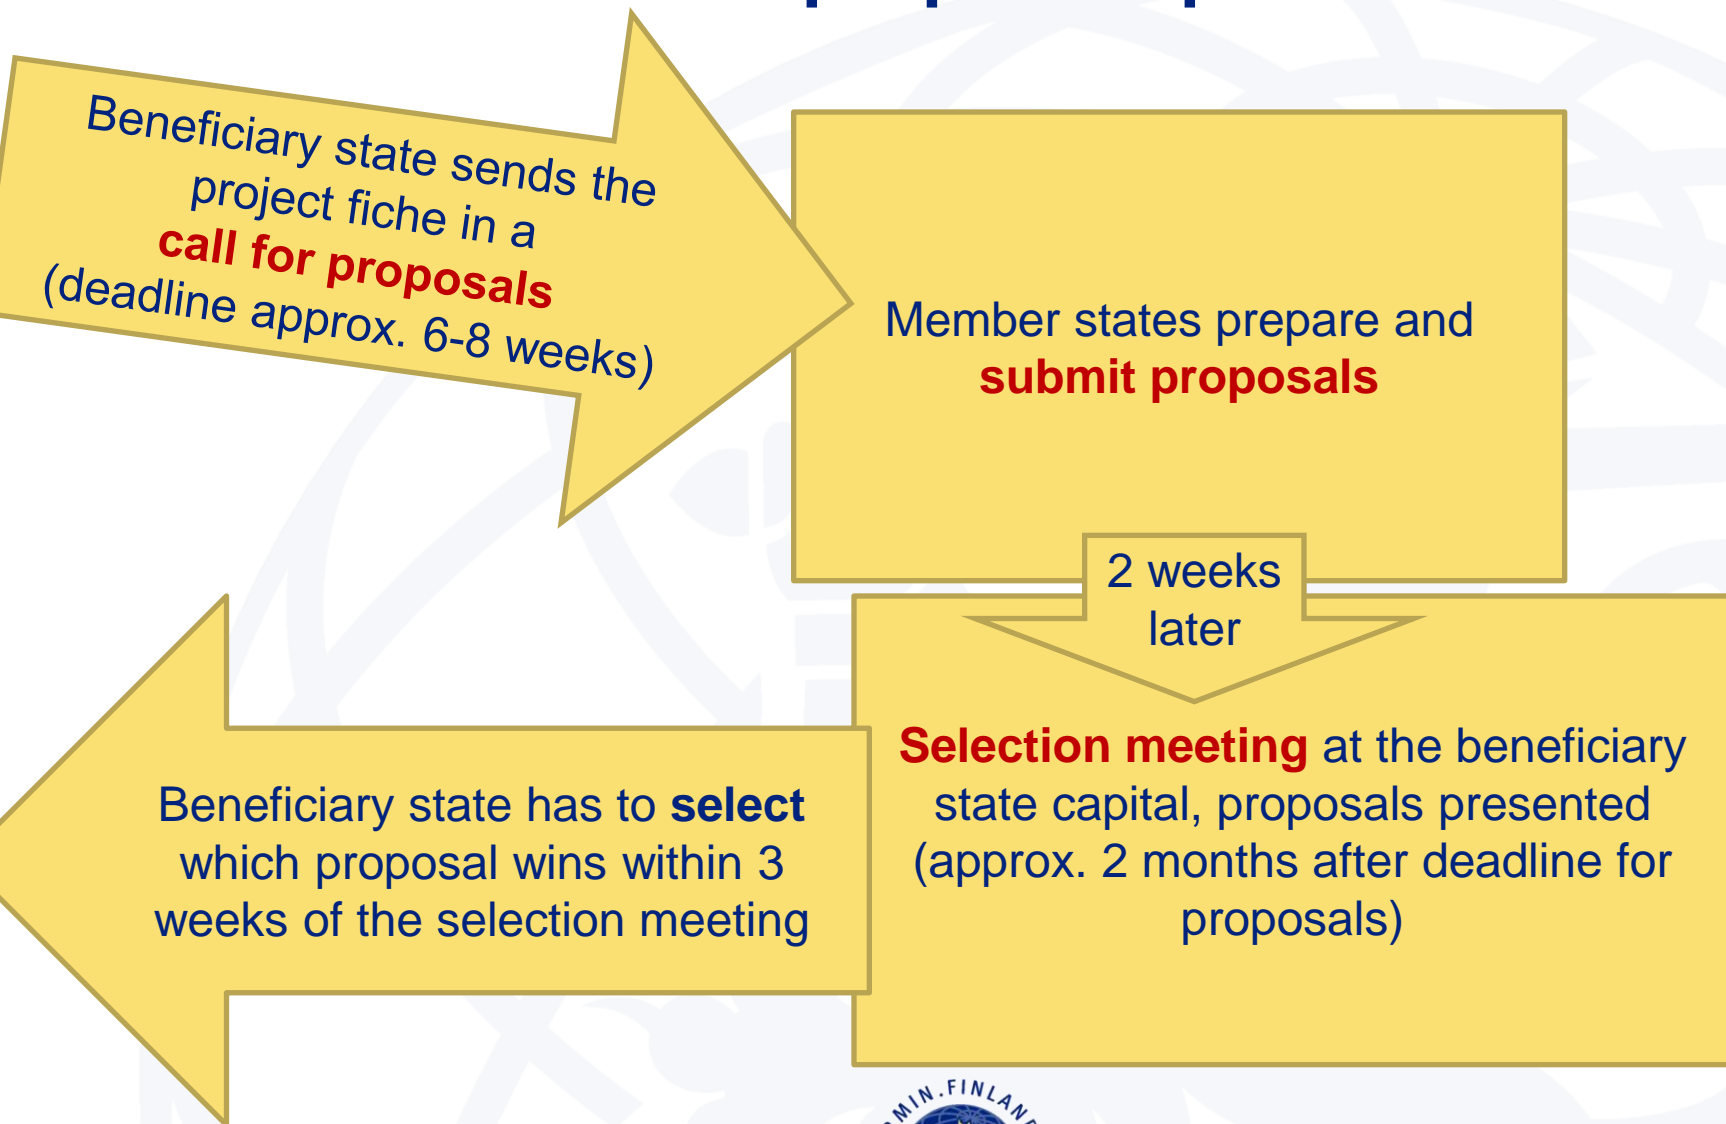 Beneficiary state sends the
project fiche in a
call for proposals
(deadline approx. 6-8 weeks)
Member states prepare and
submit proposals
2 weeks
later
Selection meeting at the beneficiary
state capital, proposals presented
(approx. 2 months after deadline for
proposals)
Beneficiary state has to select
which proposal wins within 3
weeks of the selection meeting